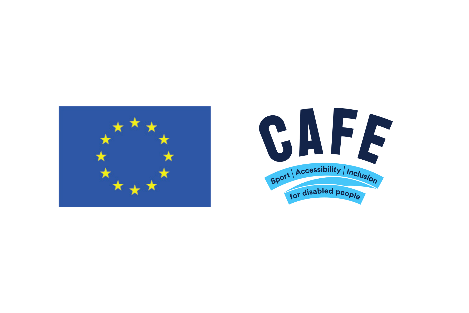 CAFE
Sport | Accessibility | Inclusion
for disabled people